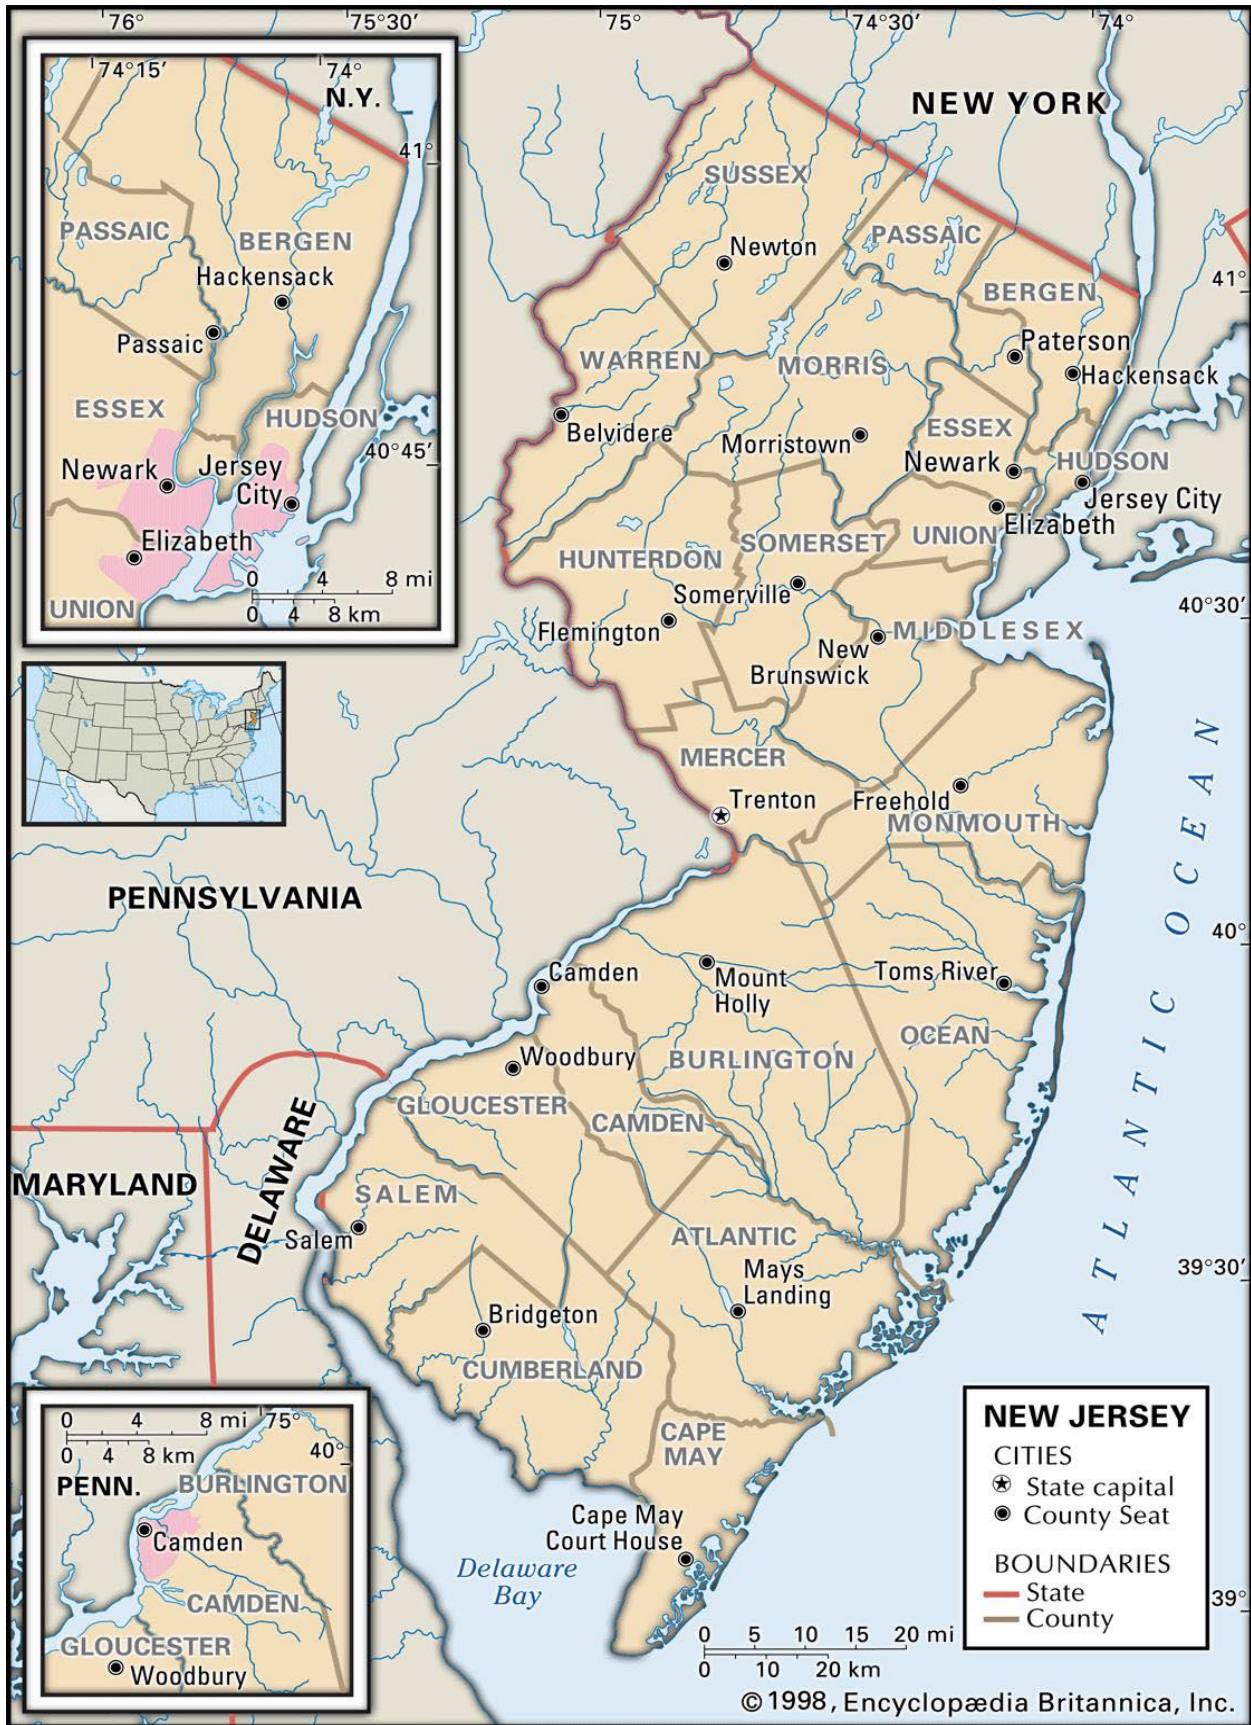 76°
75°30′
75°
74°30′
74°
74°15′
74°
N.Y.
41°
PASSAIC
BERGEN
Hackensack
Passaic
ESSEX
HUDSON
40°45′
Newark
Jersey
City
Elizabeth
UNION
0 4 8 mi
0 4 8 km
NEW YORK
SUSSEX
Newton
PASSAIC
BERGEN
41°
Paterson
Hackensack
WARREN
MORRIS
Belvidere
Morristown
ESSEX
Newark
HUDSON
Jersey City
Elizabeth
UNION
HUNTERDON
SOMERSET
Somerville
Flemington
40°30′
New
Brunswick
MIDDLESEX
MERCER
Trenton
Freehold
MONMOUTH
ATLANTIC OCEAN
PENNSYLVANIA
40°
Camden
Mount
Holly
Toms River
OCEAN
Woodbury
BURLINGTON
GLOUCESTER
CAMDEN
DELAWARE
MARYLAND
SALEM
Salem
ATLANTIC
Mays
Landing
39°30′
Bridgeton
CUMBERLAND
CAPE
MAY
Cape May
Court House
Delaware
Bay
39°
0 4 8 mi
0 4 8 km
75°
40°
PENN.
BURLINGTON
Camden
CAMDEN
GLOUCESTER
Woodbury
NEW JERSEY
CITIES
State capital
County Seat
BOUNDARIES
State
County
0 5 10 15 20 mi
0 10 20 km
© 1998, Encyclopædia Britannica, Inc.